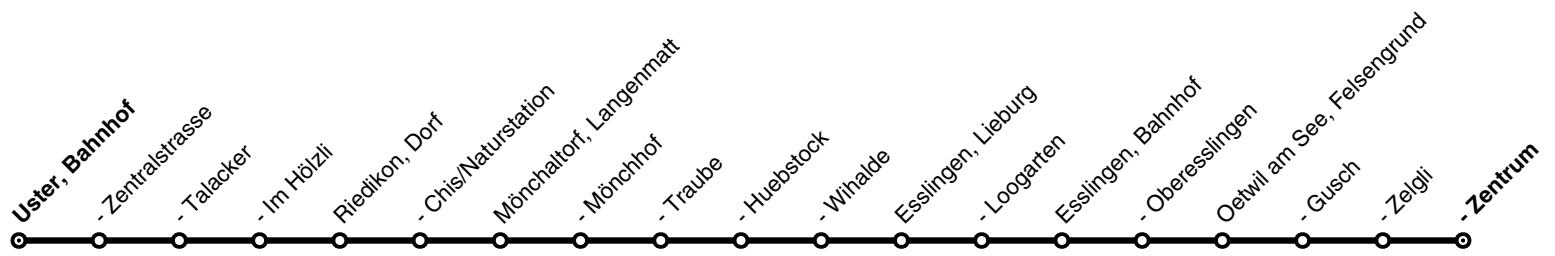 Uster, Bahnhof
- Zentralstrasse
- Talacker
- Im Hölzli
Riedikon, Dorf
- Chis/Naturstation
Mönchaltorf, Langenmatt
- Mönchhof
- Traube
- Huebstock
- Wihalde
Esslingen, Lieburg
- Loogarten
Esslingen, Bahnhof
- Oberesslingen
Oetwil am See, Felsengrund
- Gusch
- Zelgli
- Zentrum